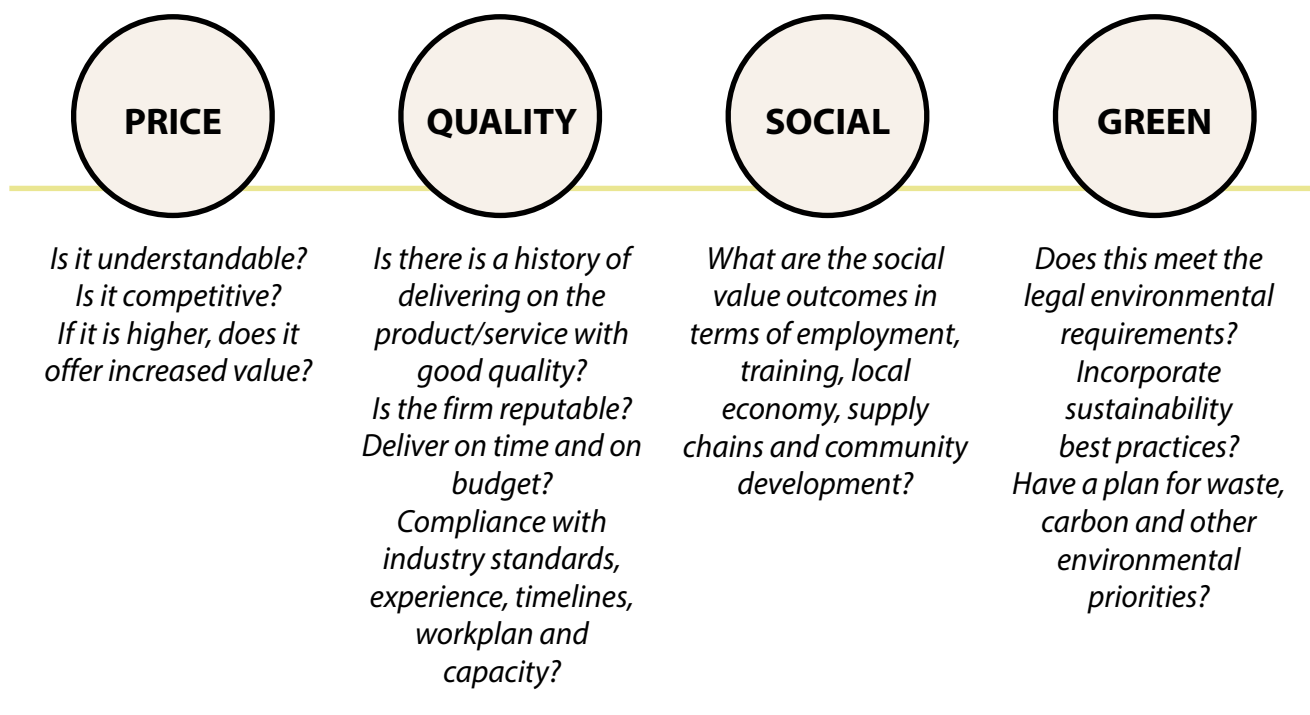 PRICE
Is it understandable?
Is it competitive?
If it is higher, does it
offer increased value?
QUALITY
Is there is a history of
delivering on the
product/service with
good quality?
Is the firm reputable?
Deliver on time and on
budget?
Compliance with
industry standards,
experience, timelines,
workplan and
capacity?
SOCIAL
What are the social
value outcomes in
terms of employment,
training, local
economy, supply
chains and community
development?
GREEN
Does this meet the
legal environmental
requirements?
Incorporate
sustainability
best practices?
Have a plan for waste,
carbon and other
environmental
priorities?